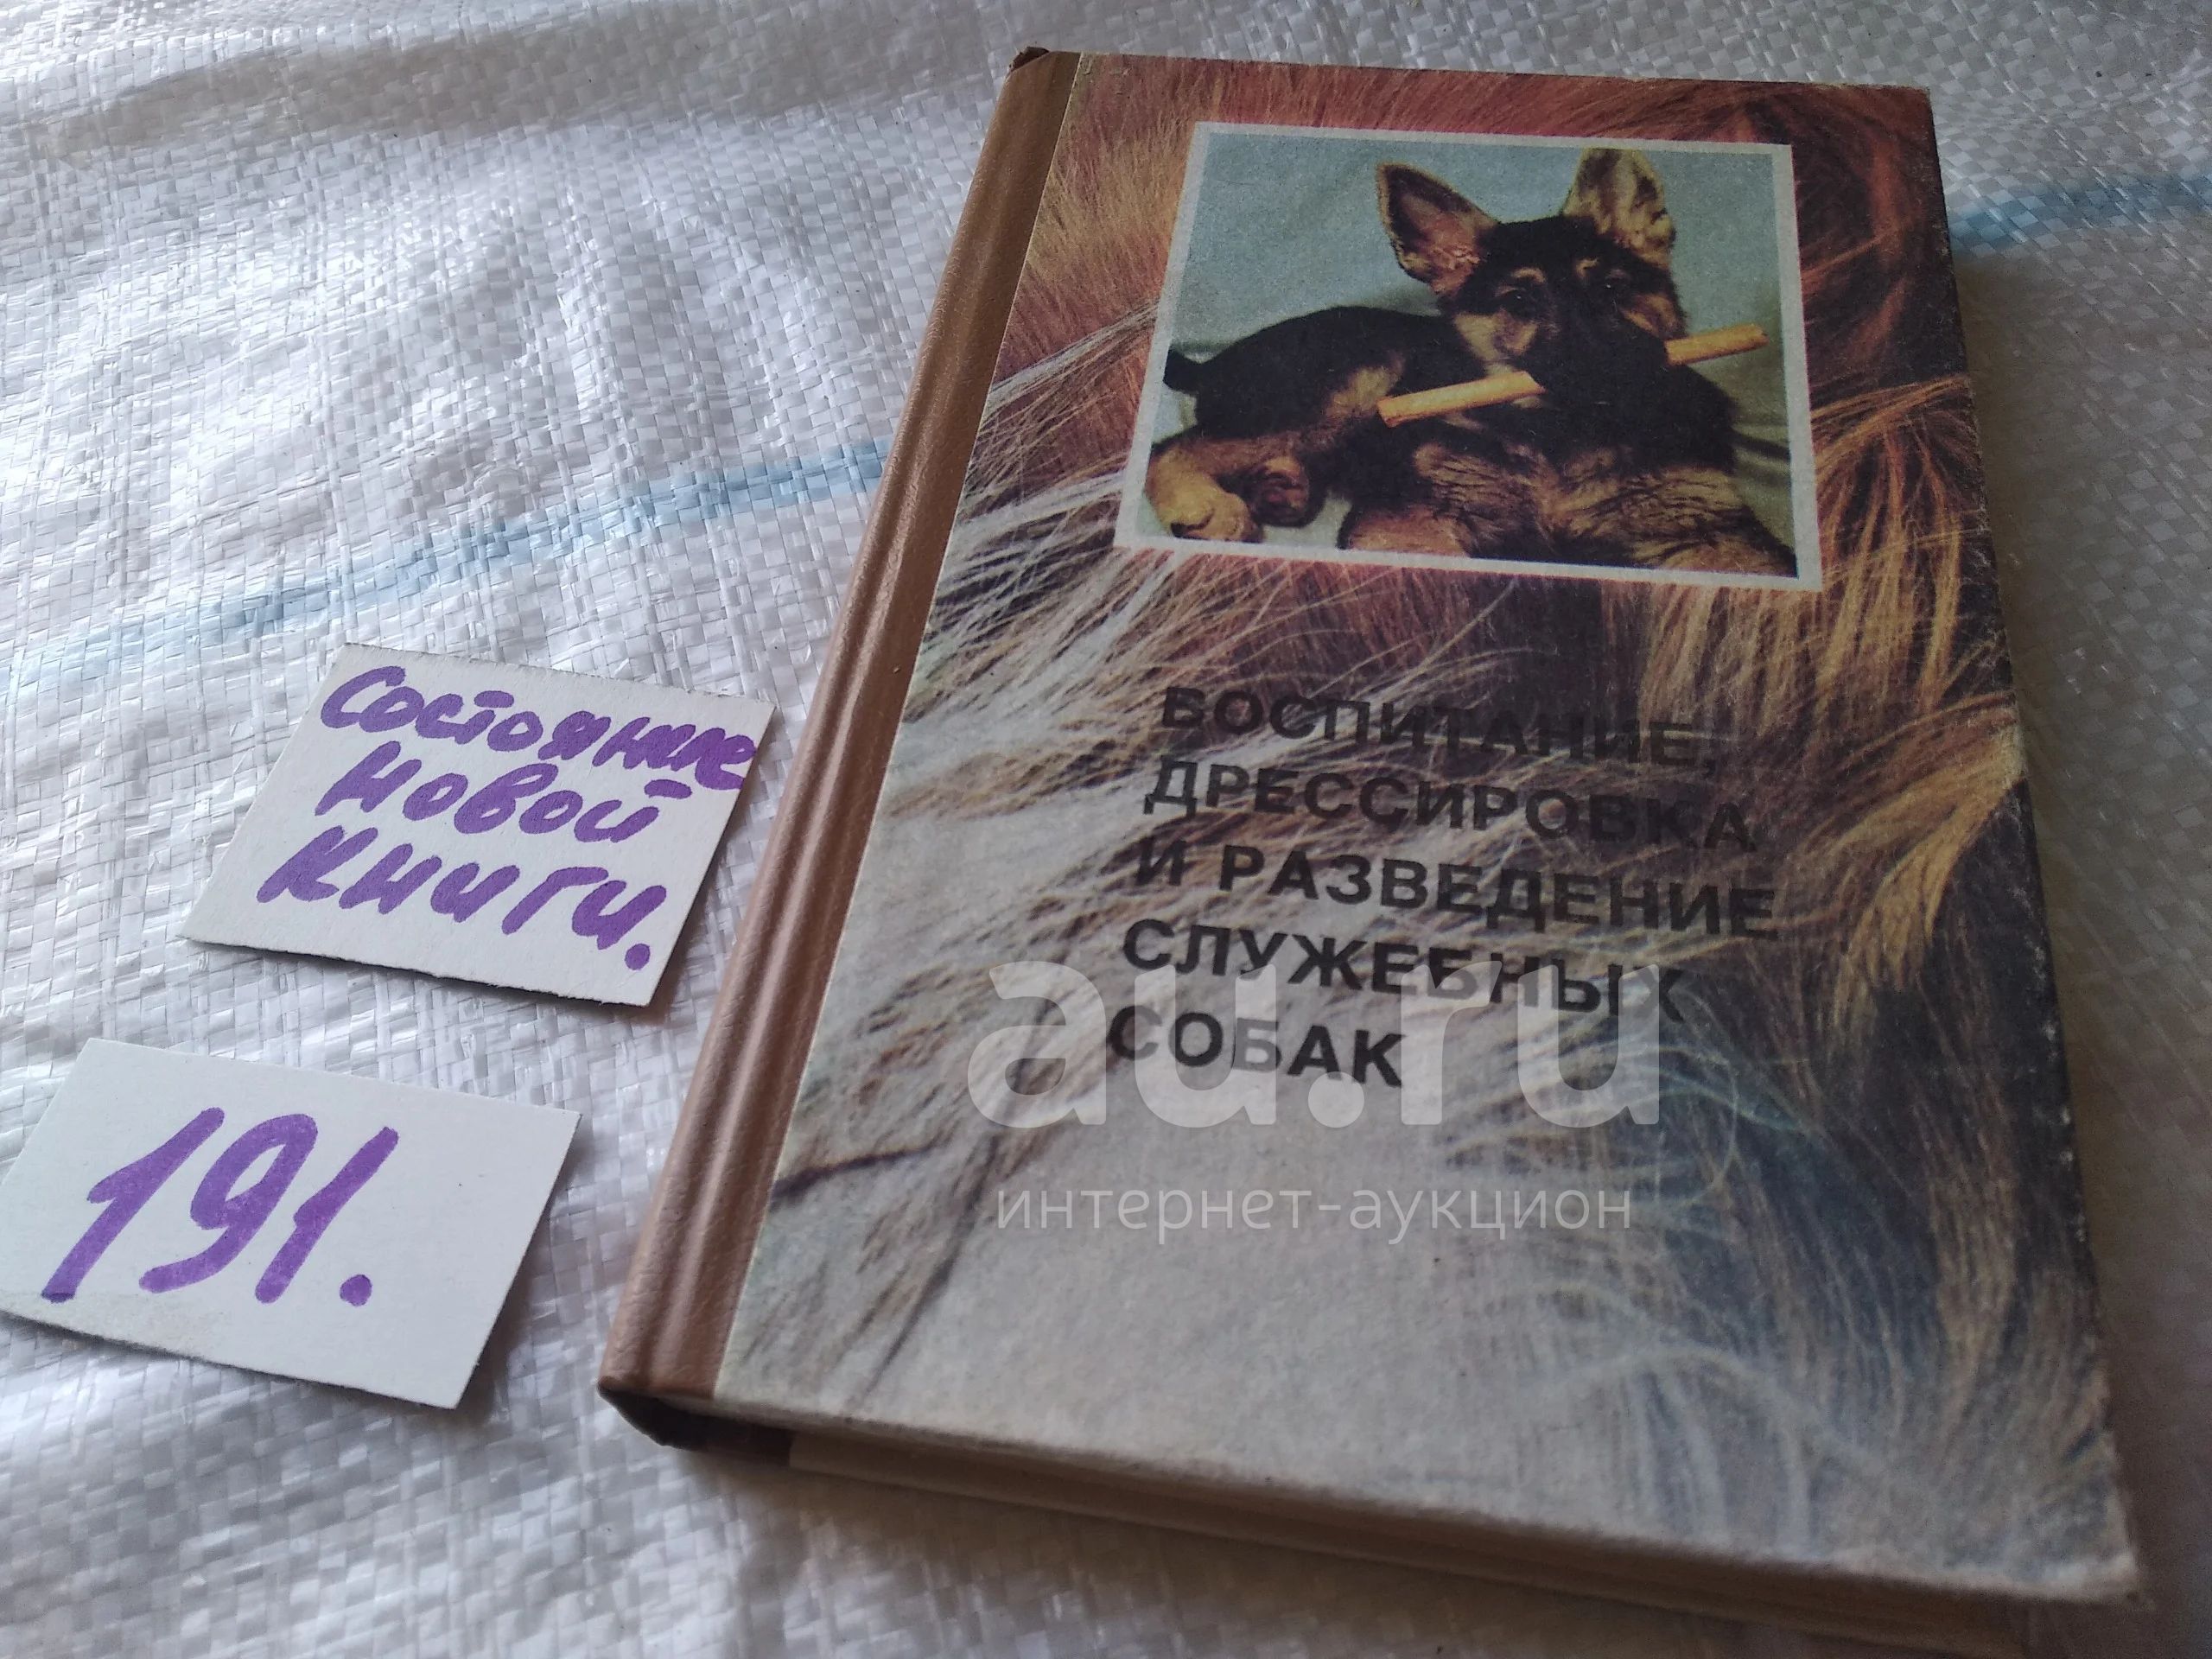 Состояние
новой
книги.
191.
ВОСПИТАНИЕ,
ДРЕССИРОВКА
И РАЗВЕДЕНИЕ
СЛУЖЕБНЫХ
СОБАК
au.ru
интернет-аукцион